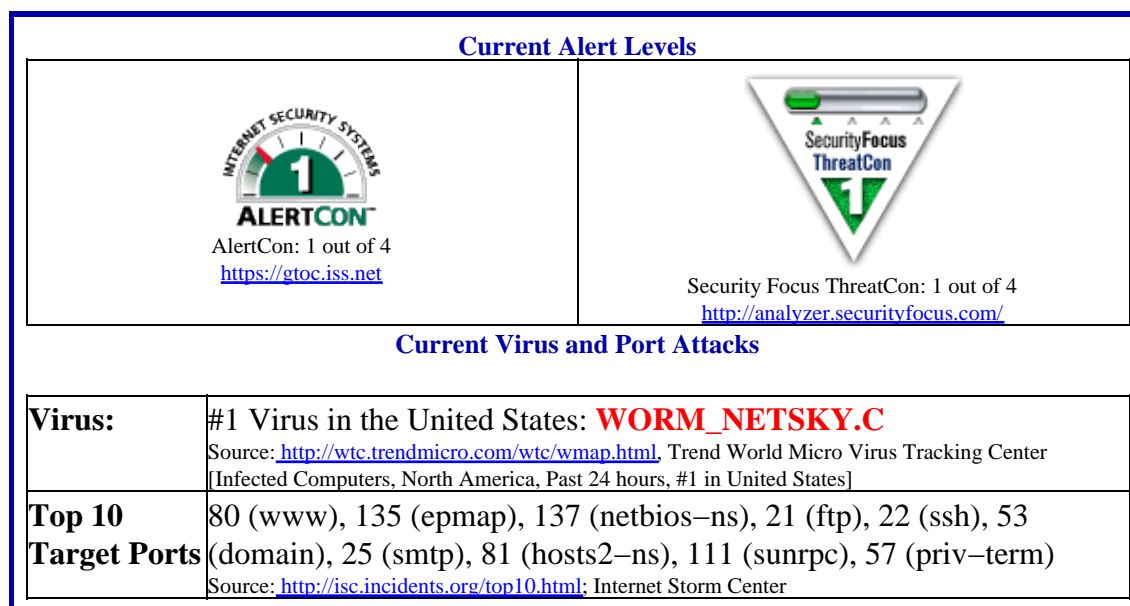 Current Alert Levels
INTERNET SECURITY SYSTEMS
1
ALERTCON™
AlertCon: 1 out of 4
https://gtoc.iss.net
SecurityFocus
ThreatCon
1
Security Focus ThreatCon: 1 out of 4
http://analyzer.securityfocus.com/
Current Virus and Port Attacks
Virus:
#1 Virus in the United States: WORM_NETSKY.C
Source: http://wtc.trendmicro.com/wtc/wmap.html, Trend World Micro Virus Tracking Center
[Infected Computers, North America, Past 24 hours, #1 in United States]
Top 10
Target Ports
80 (www), 135 (epmap), 137 (netbios−ns), 21 (ftp), 22 (ssh), 53
(domain), 25 (smtp), 81 (hosts2−ns), 111 (sunrpc), 57 (priv−term)
Source: http://isc.incidents.org/top10.html; Internet Storm Center